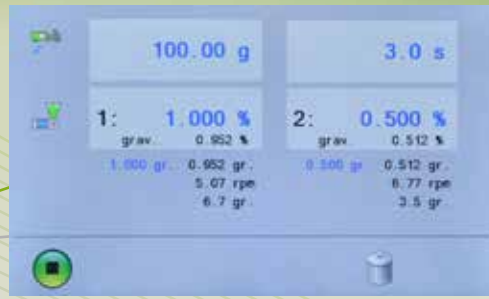 100.00 g 3.0 s
1: 1.000 % 2: 0.500 %
grav. 0.952 % grav. 0.512 %
1.000 gr. 0.952 gr. 0.500 gr 0.512 gr.
5.07 rpm 6.77 rpm
6.7 gr. 3.5 gr.